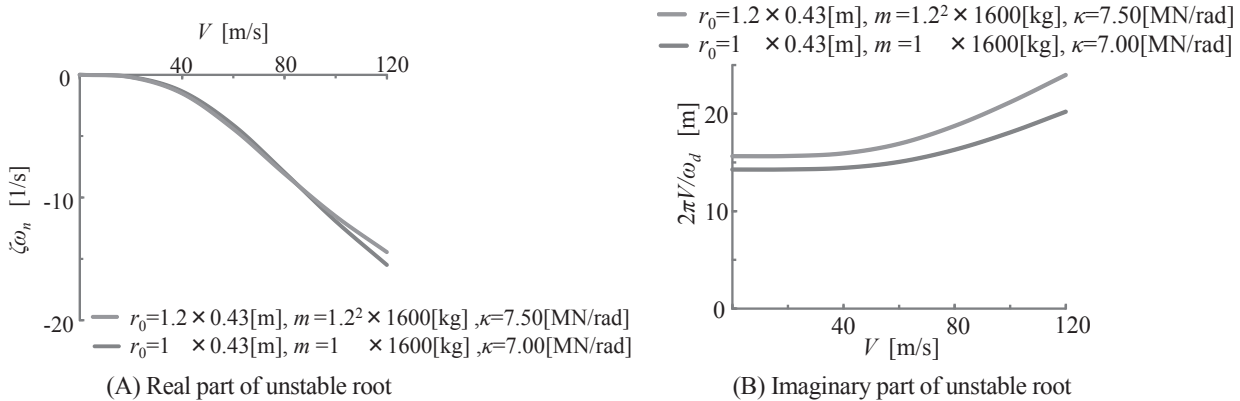 V [m/s]
0 40 80 120
-10
-20
ζωn [1/s]
r0=1.2 × 0.43[m], m=1.2² × 1600[kg] ,κ=7.50[MN/rad]
r0=1 × 0.43[m], m=1 × 1600[kg] ,κ=7.00[MN/rad]
(A) Real part of unstable root
r0=1.2 × 0.43[m], m=1.2² × 1600[kg], κ=7.50[MN/rad]
r0=1 × 0.43[m], m=1 × 1600[kg], κ=7.00[MN/rad]
20
10
0
2πV/ωd [m]
40 80 120
V [m/s]
(B) Imaginary part of unstable root